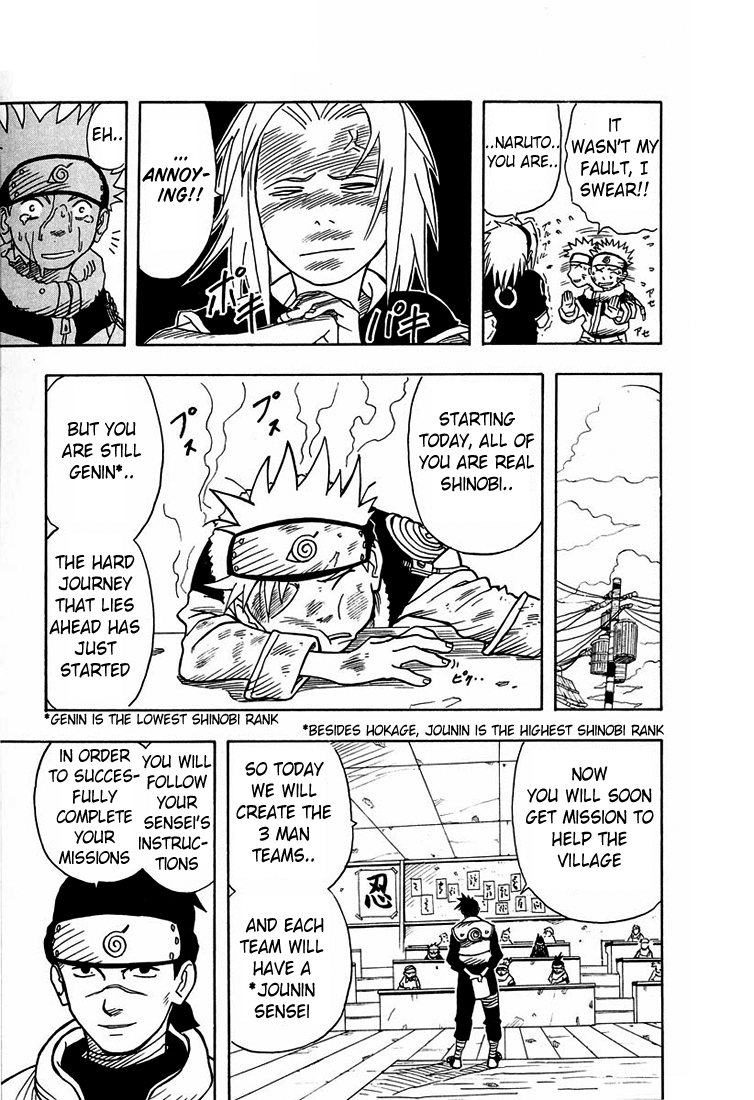 IT
WASN'T MY
FAULT, I
SWEAR!!
..NARUTO..
YOU ARE..
アセ
アセ
...
ANNOY-
ING!!
ポキ
パキ
EH..
STARTING
TODAY, ALL OF
YOU ARE REAL
SHINOBI..
プス
プス
BUT YOU
ARE STILL
GENIN*..
THE HARD
JOURNEY
THAT LIES
AHEAD HAS
JUST
STARTED
ピク..
*GENIN IS THE LOWEST SHINOBI RANK
*BESIDES HOKAGE, JOUNIN IS THE HIGHEST SHINOBI RANK
NOW
YOU WILL SOON
GET MISSION TO
HELP THE
VILLAGE
SO TODAY
WE WILL
CREATE THE
3 MAN
TEAMS..
AND EACH
TEAM WILL
HAVE A
*JOUNIN
SENSEI
忍
YOU WILL
FOLLOW
YOUR
SENSEI'S
INSTRUC-
TIONS
IN ORDER
TO SUCCES-
FULLY
COMPLETE
YOUR
MISSIONS